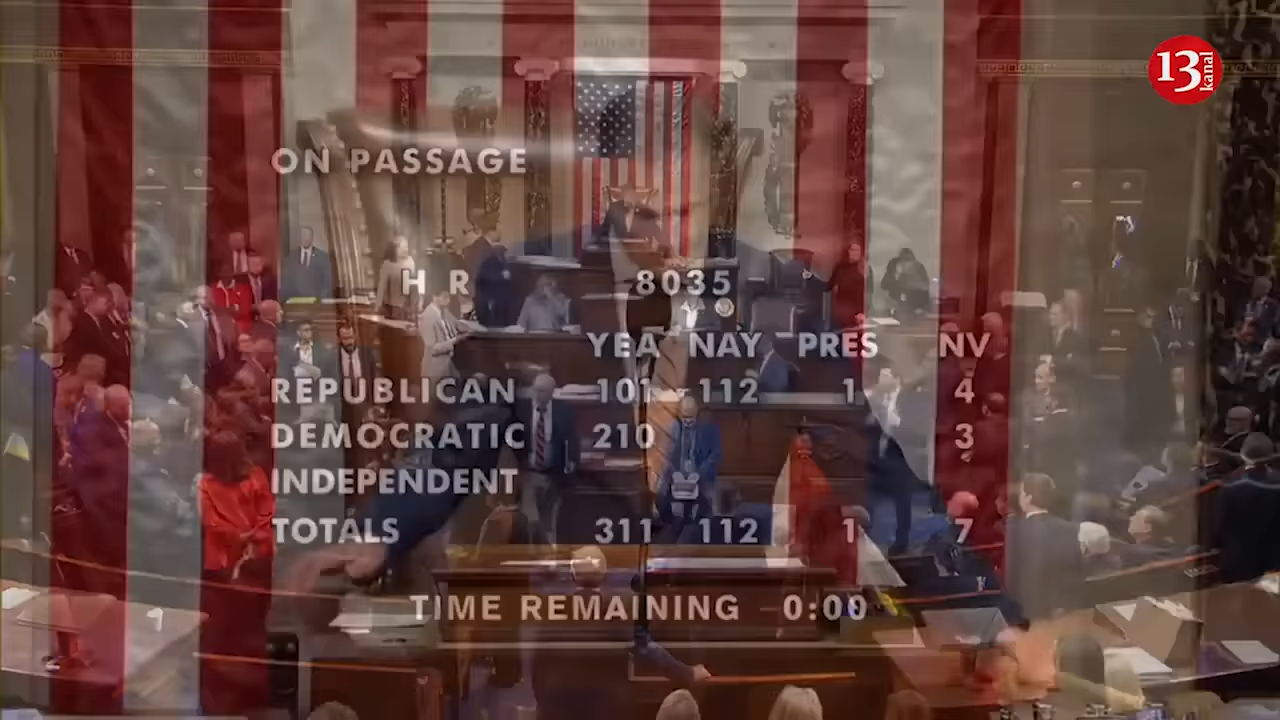 13 kanal
ON PASSAGE
H R 8035
YEA NAY PRES NV
REPUBLICAN 101 112 1 4
DEMOCRATIC 210 3
INDEPENDENT
TOTALS 311 112 1 7
TIME REMAINING 0:00